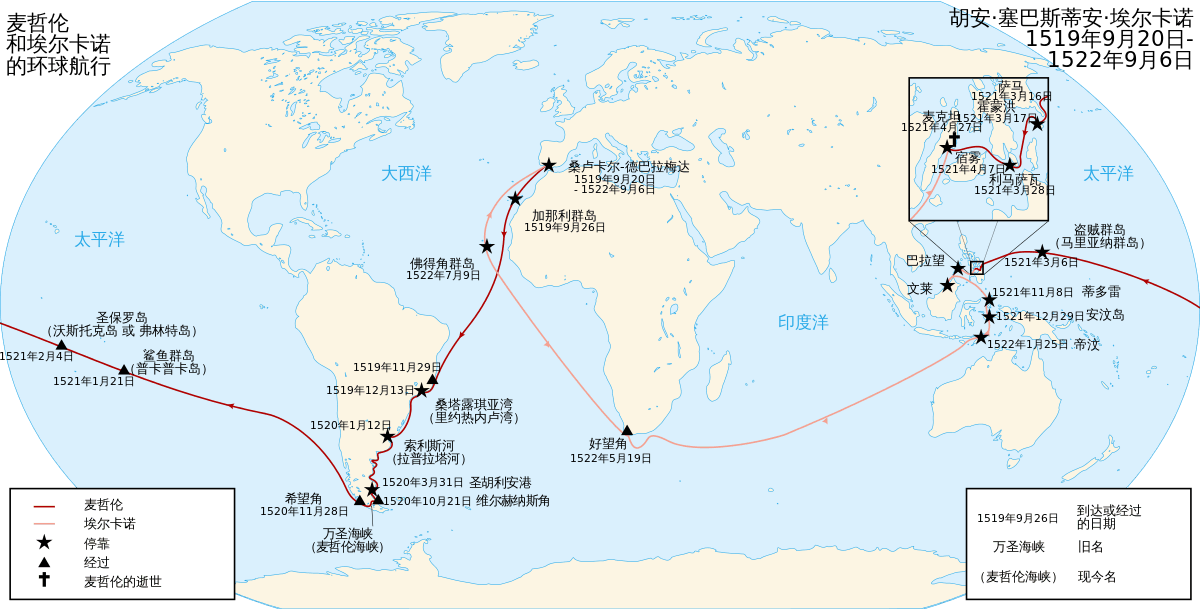 麦哲伦
和埃尔卡诺
的环球航行
胡安·塞巴斯蒂安·埃尔卡诺
1519年9月20日-
1522年9月6日
萨马
1521年3月16日
霍蒙洪
1521年3月17日
麦克坦
1521年4月27日
宿雾
1521年4月7日
利马萨瓦
1521年3月28日
大西洋
太平洋
太平洋
印度洋
桑卢卡尔-德巴拉梅达
1519年9月20日
- 1522年9月6日
加那利群岛
1519年9月26日
佛得角群岛
1522年7月9日
盗贼群岛
（马里亚纳群岛）
1521年3月6日
巴拉望
文莱
1521年11月8日 蒂多雷
1521年12月29日 安汶岛
1522年1月25日 帝汶
圣保罗岛
（沃斯托克岛 或 弗林特岛）
1521年2月4日
鲨鱼群岛
（普卡普卡岛）
1521年1月21日
1519年11月29日
1519年12月13日
桑塔露琪亚湾
（里约热内卢湾）
1520年1月12日
索利斯河
（拉普拉塔河）
1520年3月31日 圣胡利安港
1520年10月21日 维尔赫纳斯角
希望角
1520年11月28日
万圣海峡
（麦哲伦海峡）
好望角
1522年5月19日
麦哲伦
埃尔卡诺
停靠
经过
麦哲伦的逝世
1519年9月26日 到达或经过
的日期
万圣海峡 旧名
（麦哲伦海峡） 现今名